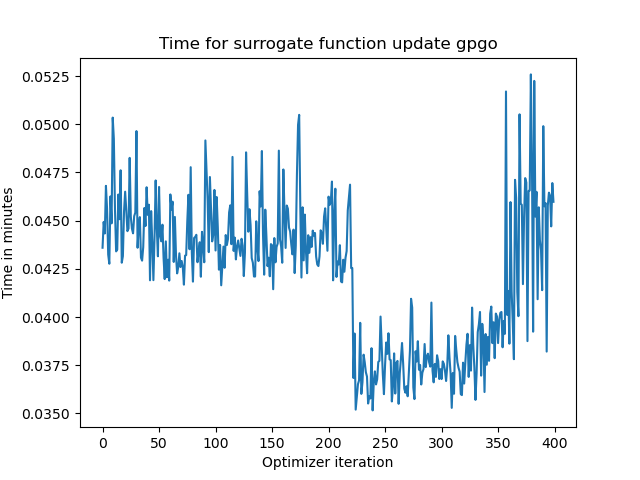 Time for surrogate function update gpgo
0.0525
0.0500
0.0475
0.0450
0.0425
0.0400
0.0375
0.0350
Time in minutes
0 50 100 150 200 250 300 350 400
Optimizer iteration